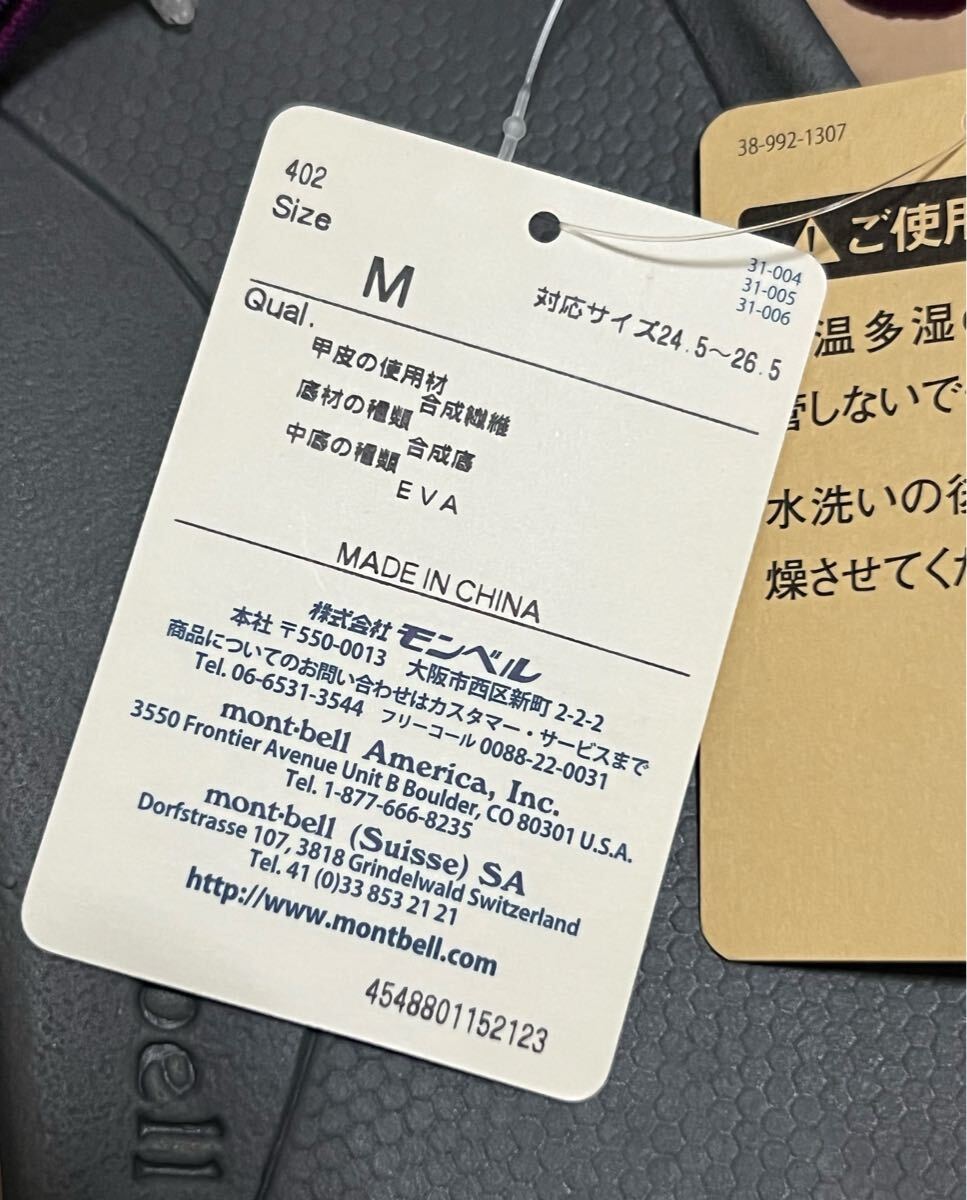 402
Size
M
対応サイズ24.5～26.5
31-004
31-005
31-006
Qual.
甲皮の使用材
合成繊維
底材の種類
合成底
中底の種類
EVA
MADE IN CHINA
株式会社 モンベル
本社 〒550-0013 大阪市西区新町 2-2-2
商品についてのお問い合わせはカスタマー・サービスまで
Tel. 06-6531-3544 フリーコール 0088-22-0031
mont·bell America, Inc.
3550 Frontier Avenue Unit B Boulder, CO 80301 U.S.A.
Tel. 1-877-666-8235
mont·bell (Suisse) SA
Dorfstrasse 107, 3818 Grindelwald Switzerland
Tel. 41 (0)33 853 21 21
http://www.montbell.com
4548801152123
38-992-1307
ご使用
温多湿
管しないで
水洗いの後
燥させてくだ
bell